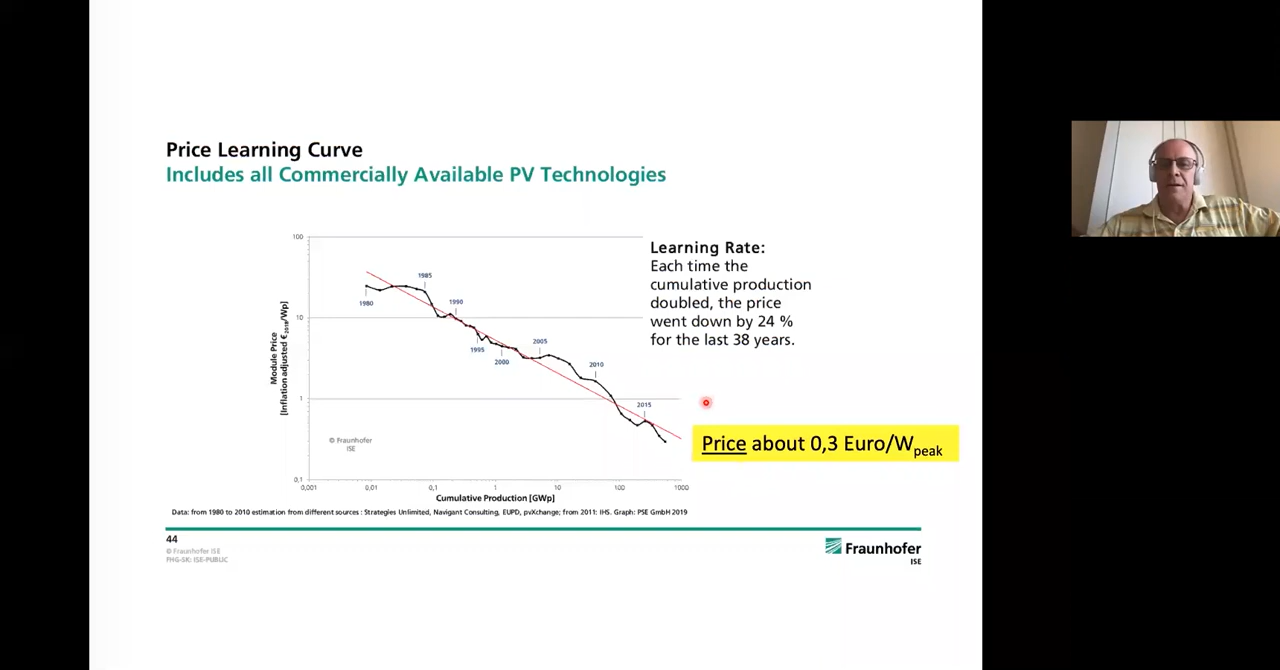 Price Learning Curve
Includes all Commercially Available PV Technologies
Learning Rate:
Each time the
cumulative production
doubled, the price
went down by 24 %
for the last 38 years.
100
10
1
0,1
Module Price
[Inflation adjusted €2018/Wp]
1980
1985
1990
1995
2000
2005
2010
2015
© Fraunhofer
ISE
0,001
0,01
0,1
1
10
100
1000
Cumulative Production [GWp]
Price about 0,3 Euro/Wpeak
Data: from 1980 to 2010 estimation from different sources : Strategies Unlimited, Navigant Consulting, EUPD, pvXchange; from 2011: IHS. Graph: PSE GmbH 2019
44
© Fraunhofer ISE
FHG-SK: ISE-PUBLIC
Fraunhofer
ISE